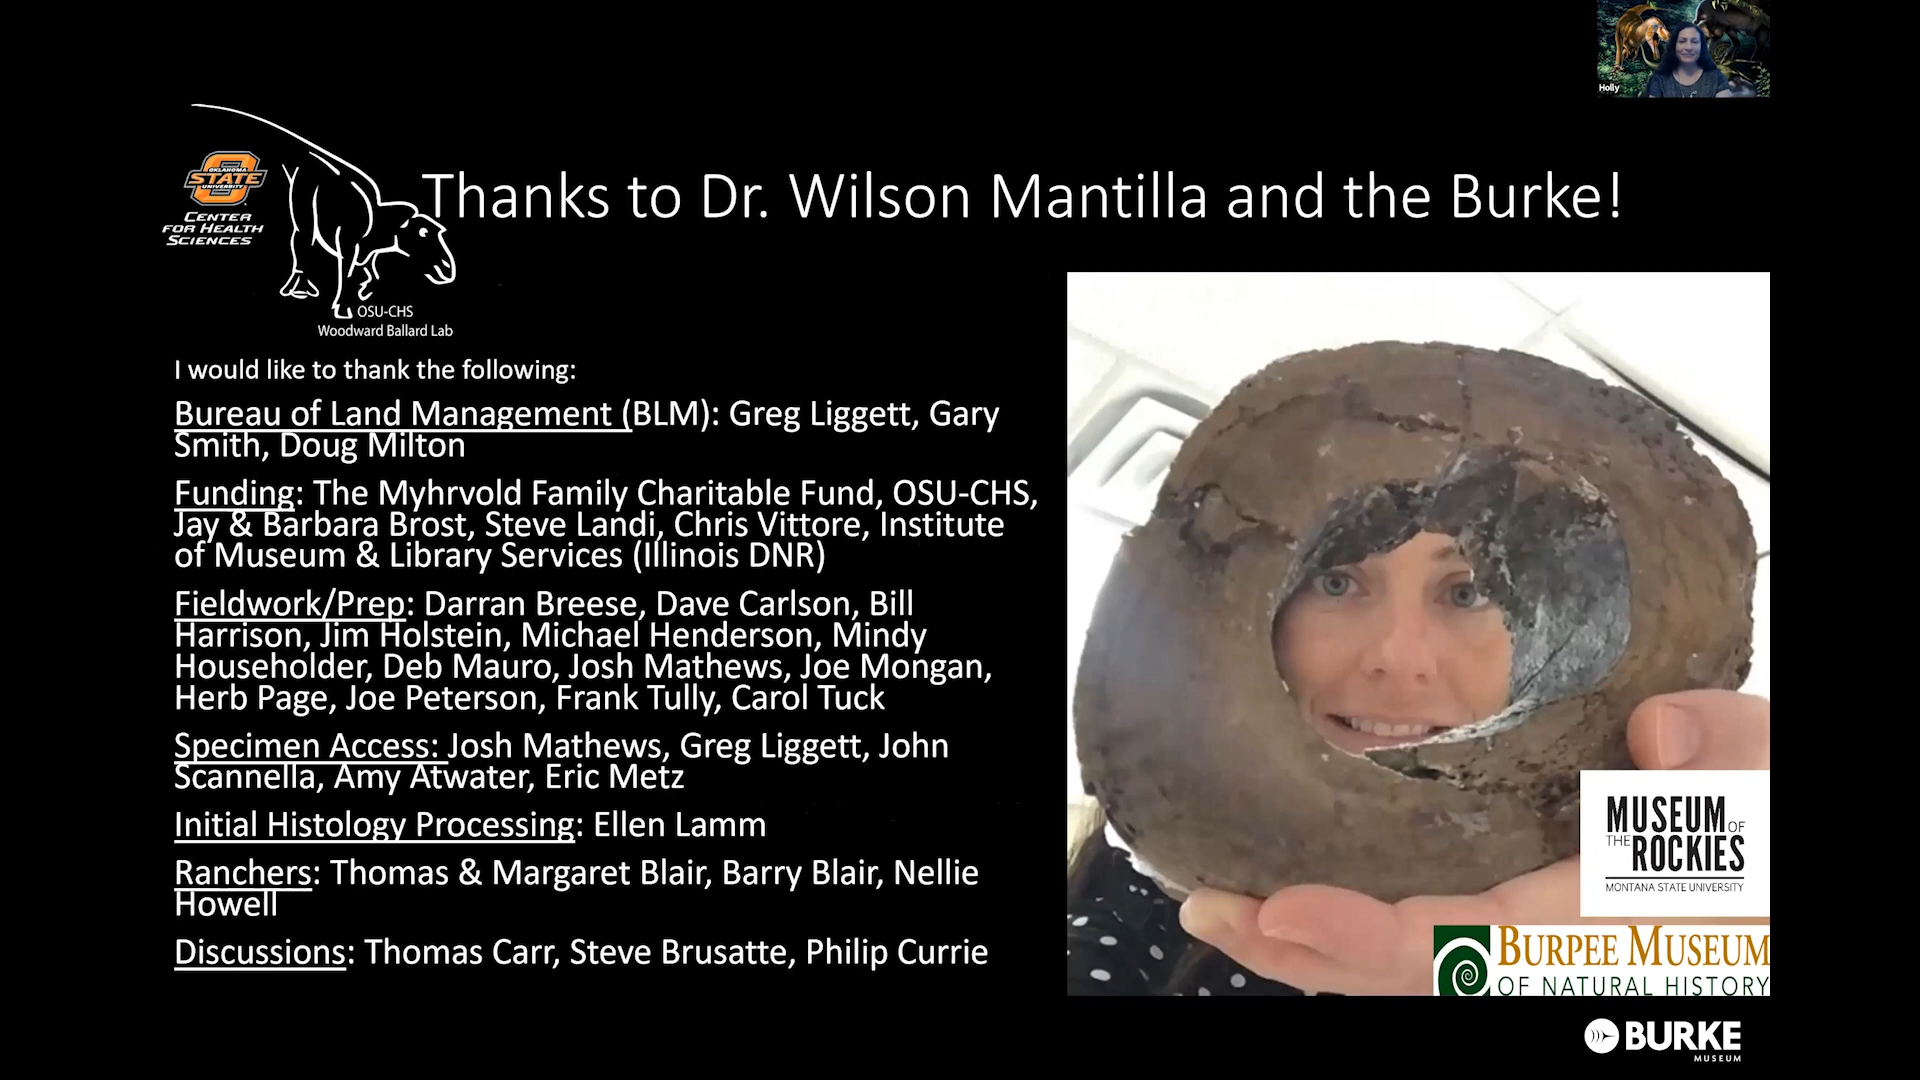 Holly
OKLAHOMA
STATE
UNIVERSITY
CENTER
FOR HEALTH
SCIENCES
Thanks to Dr. Wilson Mantilla and the Burke!
OSU-CHS
Woodward Ballard Lab
I would like to thank the following:
Bureau of Land Management (BLM): Greg Liggett, Gary
Smith, Doug Milton
Funding: The Myhrvold Family Charitable Fund, OSU-CHS,
Jay & Barbara Brost, Steve Landi, Chris Vittore, Institute
of Museum & Library Services (Illinois DNR)
Fieldwork/Prep: Darran Breese, Dave Carlson, Bill
Harrison, Jim Holstein, Michael Henderson, Mindy
Householder, Deb Mauro, Josh Mathews, Joe Mongan,
Herb Page, Joe Peterson, Frank Tully, Carol Tuck
Specimen Access: Josh Mathews, Greg Liggett, John
Scannella, Amy Atwater, Eric Metz
Initial Histology Processing: Ellen Lamm
Ranchers: Thomas & Margaret Blair, Barry Blair, Nellie
Howell
Discussions: Thomas Carr, Steve Brusatte, Philip Currie
MUSEUM OF
THE ROCKIES
MONTANA STATE UNIVERSITY
BURPEE MUSEUM
OF NATURAL HISTORY
BURKE
MUSEUM